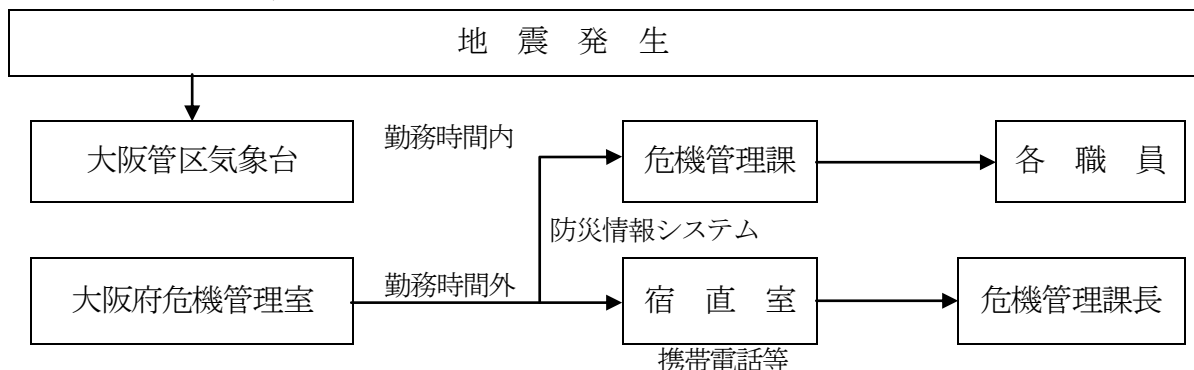 地 震 発 生
大阪管区気象台
勤務時間内
危機管理課
各 職 員
防災情報システム
大阪府危機管理室
勤務時間外
宿 直 室
危機管理課長
携帯電話等